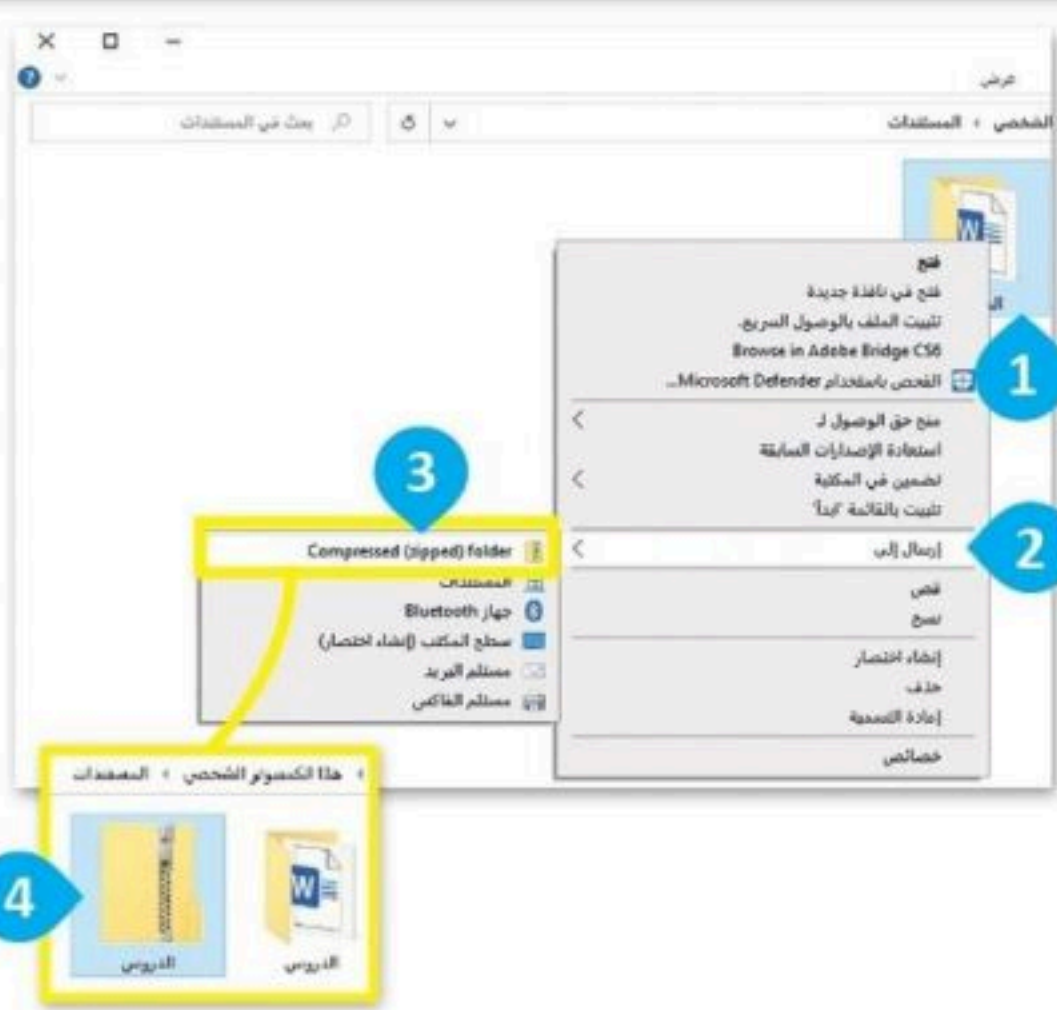 عرض
الشخصي › المستندات
بحث في المستندات
فتح
فتح في نافذة جديدة
تثبيت الملف بالوصول السريع.
Browse in Adobe Bridge CS6
الفحص باستخدام Microsoft Defender...
1
منح حق الوصول لـ
استعادة الإصدارات السابقة
تضمين في المكتبة
تثبيت بالقائمة "ابدأ"
إرسال إلى
2
3
Compressed (zipped) folder
المستندات
جهاز Bluetooth
سطح المكتب (إنشاء اختصار)
مستلم البريد
مستلم الفاكس
قص
نسخ
إنشاء اختصار
حذف
إعادة التسمية
خصائص
› هذا الكمبيوتر الشخصي › المستندات
4
الدروس
الدروس